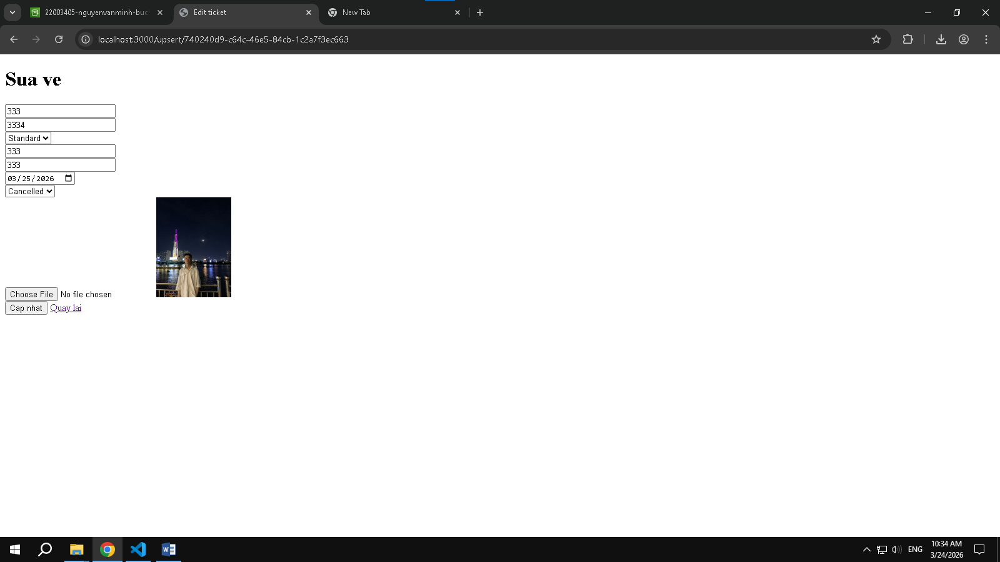 22003405-nguyenvanminh-buc
Edit ticket
New Tab
localhost:3000/upsert/740240d9-c64c-46e5-84cb-1c2a7f3ec663
Sua ve
333
3334
Standard
333
333
03/25/2026
Cancelled
Choose File No file chosen
Cap nhat Quay lai
ENG
10:34 AM
3/24/2026